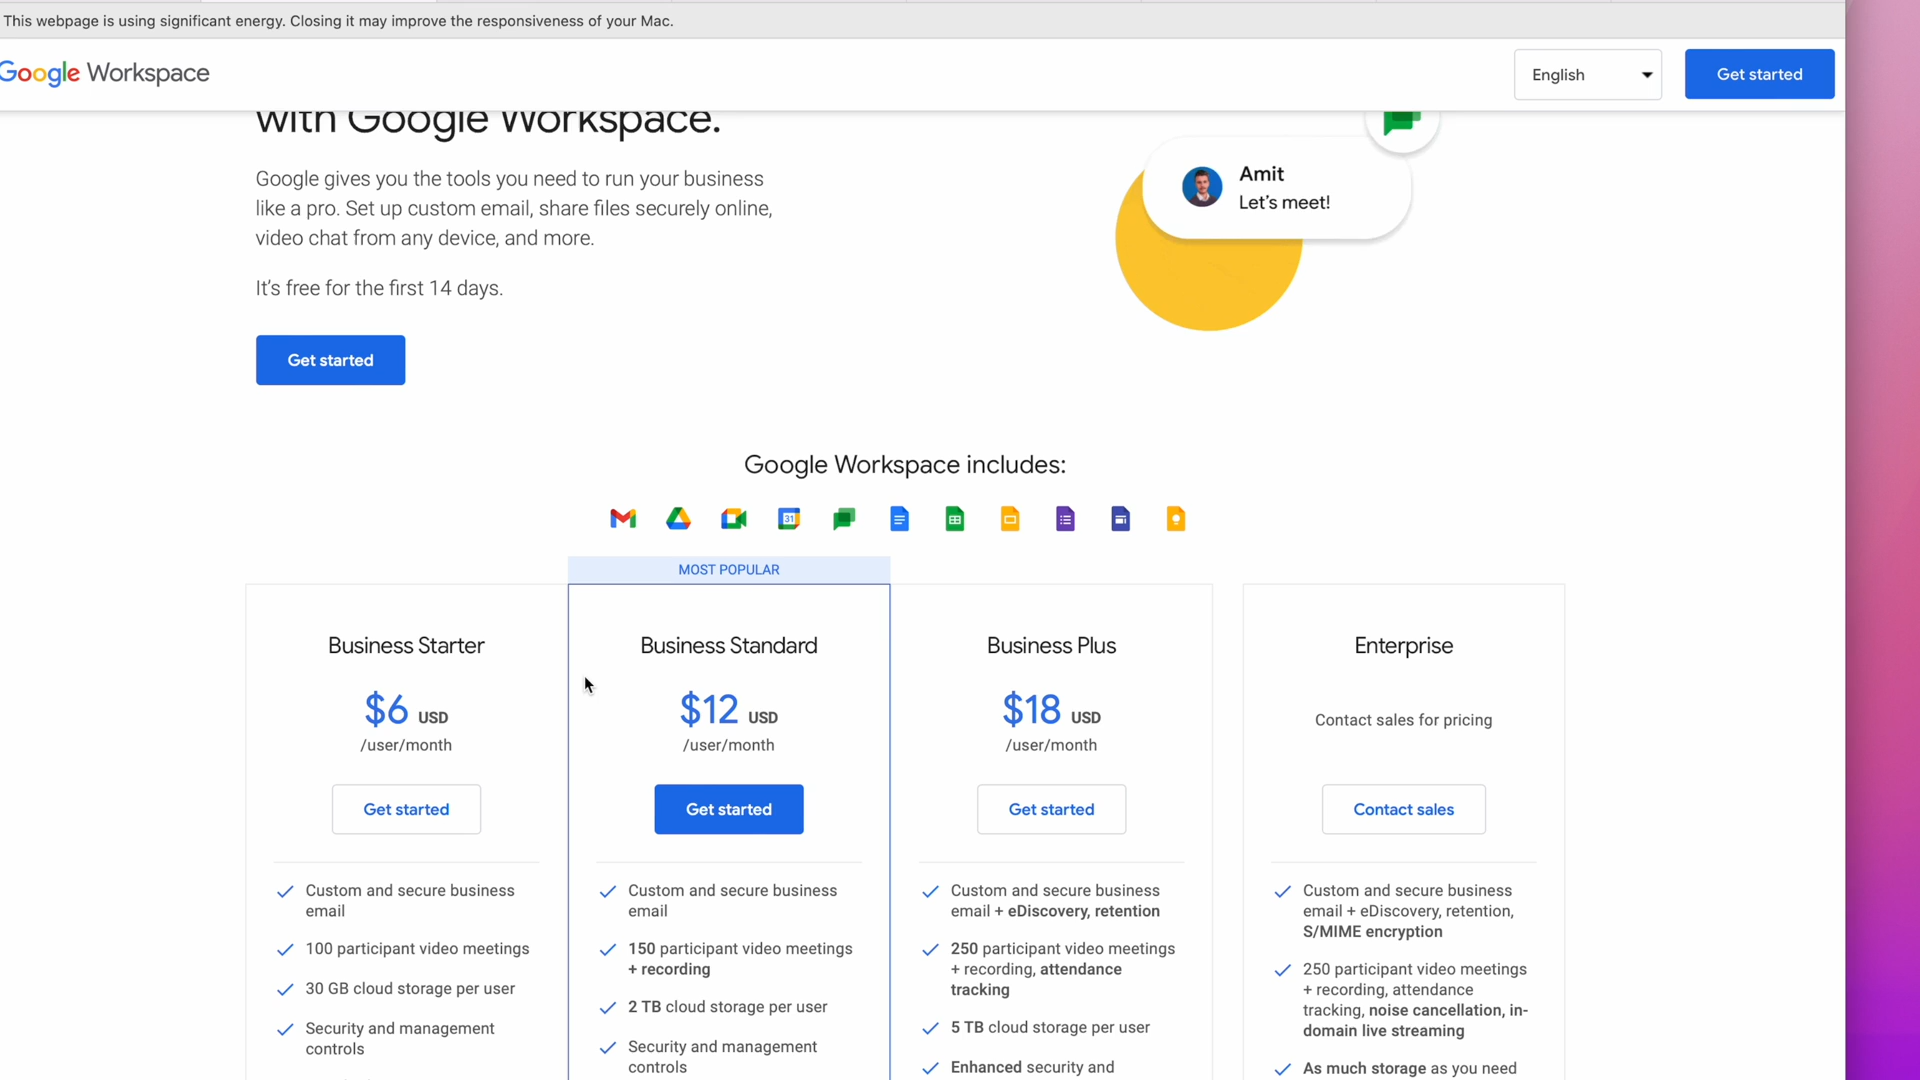 This webpage is using significant energy. Closing it may improve the responsiveness of your Mac.
Google Workspace
English
Get started
with Google Workspace.
Google gives you the tools you need to run your business
like a pro. Set up custom email, share files securely online,
video chat from any device, and more.
It's free for the first 14 days.
Get started
Amit
Let's meet!
Google Workspace includes:
31
MOST POPULAR
Business Starter
$6 USD
/user/month
Get started
Custom and secure business
email
100 participant video meetings
30 GB cloud storage per user
Security and management
controls
Business Standard
$12 USD
/user/month
Get started
Custom and secure business
email
150 participant video meetings
+ recording
2 TB cloud storage per user
Security and management
controls
Business Plus
$18 USD
/user/month
Get started
Custom and secure business
email + eDiscovery, retention
250 participant video meetings
+ recording, attendance
tracking
5 TB cloud storage per user
Enhanced security and
Enterprise
Contact sales for pricing
Contact sales
Custom and secure business
email + eDiscovery, retention,
S/MIME encryption
250 participant video meetings
+ recording, attendance
tracking, noise cancellation, in-
domain live streaming
As much storage as you need